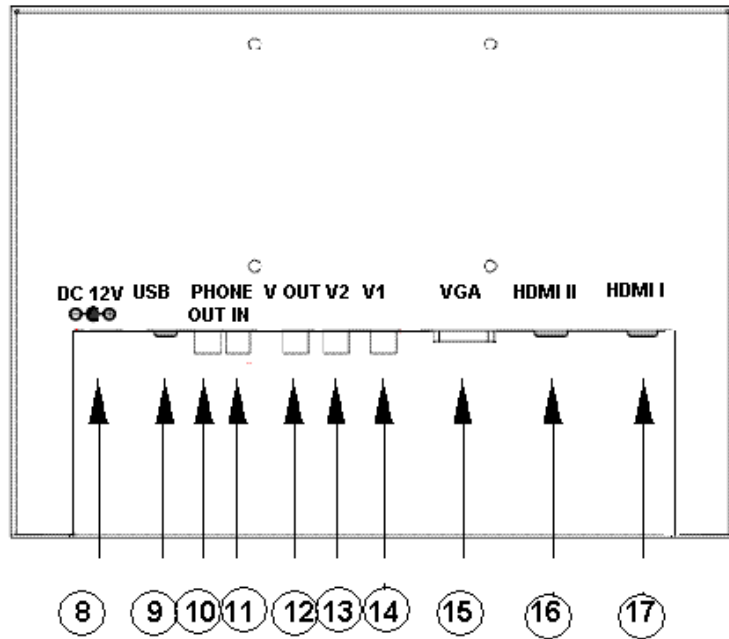 DC 12V USB PHONE V OUT V2 V1 VGA HDMI II HDMI I
OUT IN
8 9 10 11 12 13 14 15 16 17